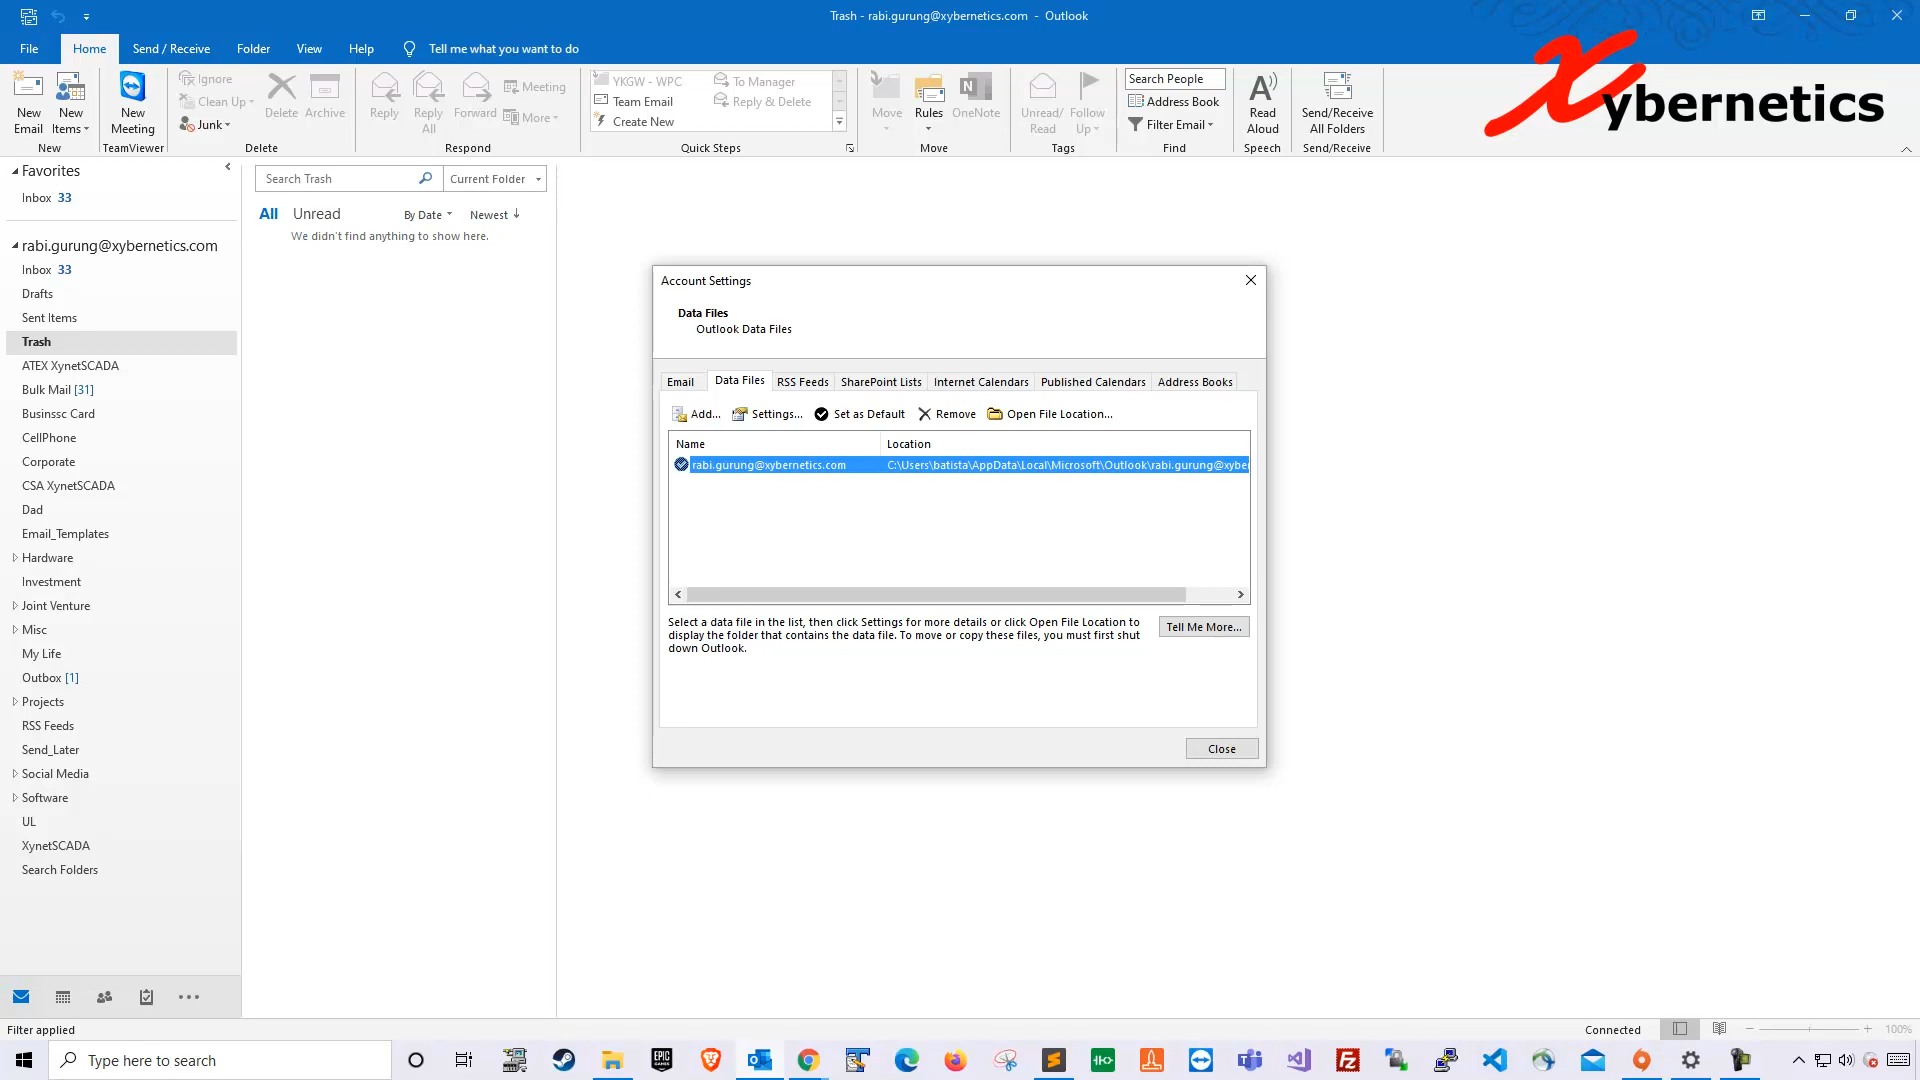 Trash - rabi.gurung@xybernetics.com - Outlook
File
Home
Send / Receive
Folder
View
Help
Tell me what you want to do
New Email
New Items
New
New Meeting
TeamViewer
Ignore
Clean Up
Junk
Delete
Archive
Delete
Reply
Reply All
Forward
Meeting
More
Respond
YKGW - WPC
Team Email
Create New
To Manager
Reply & Delete
Quick Steps
Move
Rules
OneNote
Move
Unread/ Read
Follow Up
Tags
Search People
Address Book
Filter Email
Find
Read Aloud
Speech
Send/Receive All Folders
Send/Receive
Xybernetics
Favorites
Inbox 33
rabi.gurung@xybernetics.com
Inbox 33
Drafts
Sent Items
Trash
ATEX XynetSCADA
Bulk Mail [31]
Businssc Card
CellPhone
Corporate
CSA XynetSCADA
Dad
Email_Templates
Hardware
Investment
Joint Venture
Misc
My Life
Outbox [1]
Projects
RSS Feeds
Send_Later
Social Media
Software
UL
XynetSCADA
Search Folders
Search Trash
Current Folder
All
Unread
By Date
Newest
We didn't find anything to show here.
Account Settings
Data Files
Outlook Data Files
Email
Data Files
RSS Feeds
SharePoint Lists
Internet Calendars
Published Calendars
Address Books
Add...
Settings...
Set as Default
Remove
Open File Location...
Name
Location
rabi.gurung@xybernetics.com
C:\Users\batista\AppData\Local\Microsoft\Outlook\rabi.gurung@xybe
Select a data file in the list, then click Settings for more details or click Open File Location to
display the folder that contains the data file. To move or copy these files, you must first shut
down Outlook.
Tell Me More...
Close
Filter applied
Connected
100%
Type here to search
EPIC GAMES